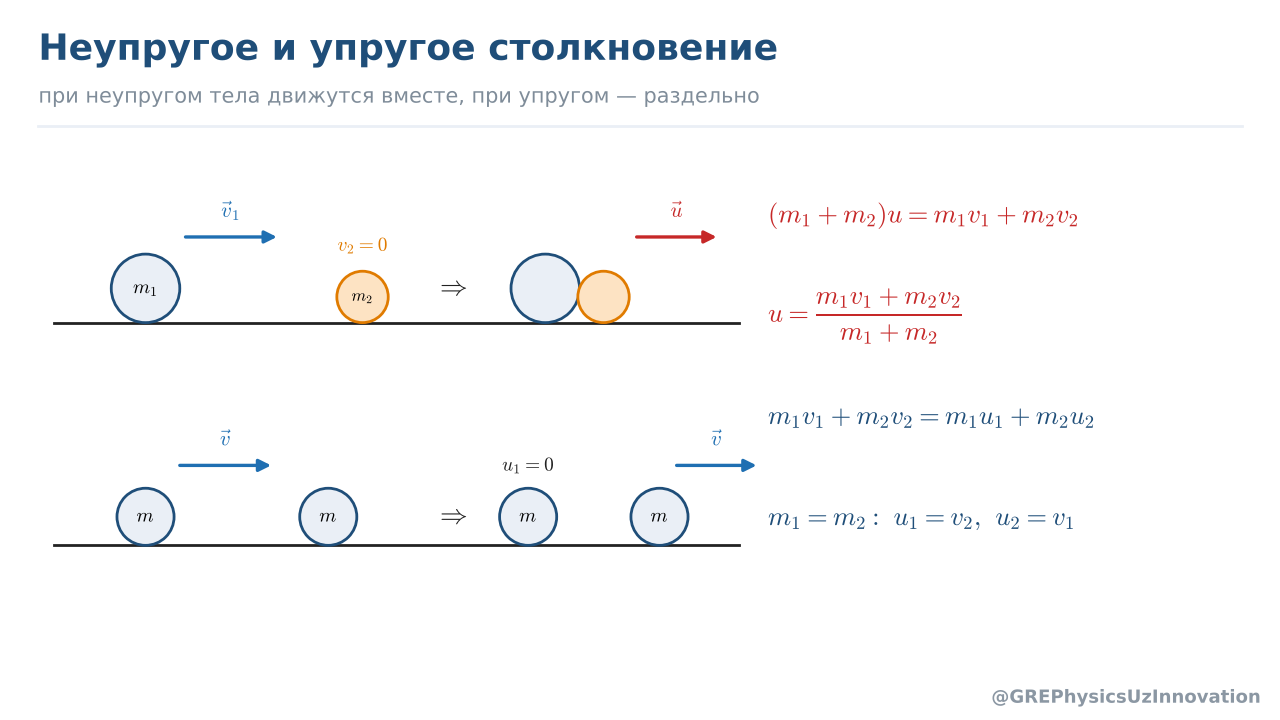 Неупругое и упругое столкновение
при неупругом тела движутся вместе, при упругом — раздельно
v⃗₁
v₂ = 0
u⃗
m₁
m₂
⇒
(m₁ + m₂)u = m₁v₁ + m₂v₂
u = (m₁v₁ + m₂v₂)/(m₁ + m₂)
v⃗
u₁ = 0
v⃗
m
m
⇒
m
m
m₁v₁ + m₂v₂ = m₁u₁ + m₂u₂
m₁ = m₂ : u₁ = v₂, u₂ = v₁
@GREPhysicsUzInnovation